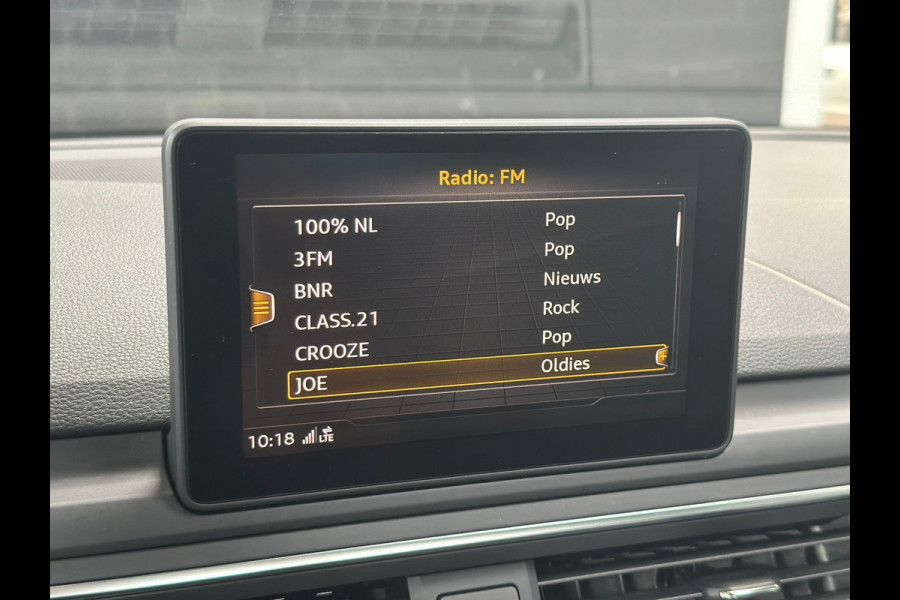 Radio: FM
100% NL Pop
3FM Pop
BNR Nieuws
CLASS.21 Rock
CROOZE Pop
JOE Oldies
10:18 LTE